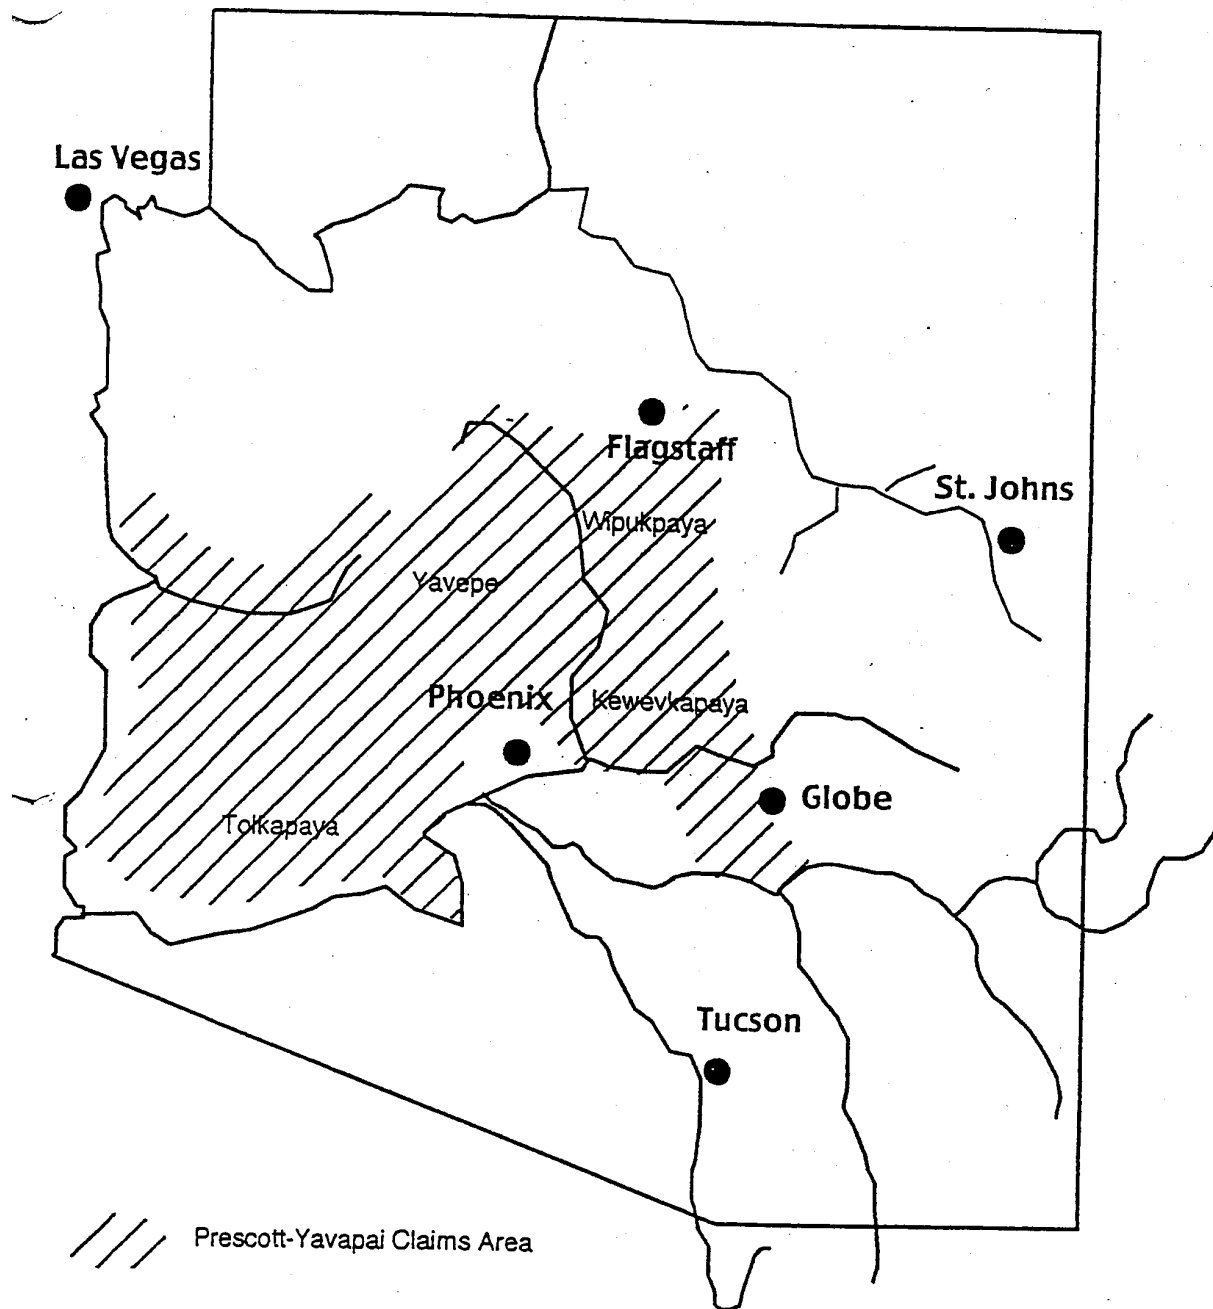 Las Vegas
Flagstaff
St. Johns
Wipukpaya
Yavepe
Phoenix
Kewevkapaya
Globe
Tolkapaya
Tucson
Prescott-Yavapai Claims Area